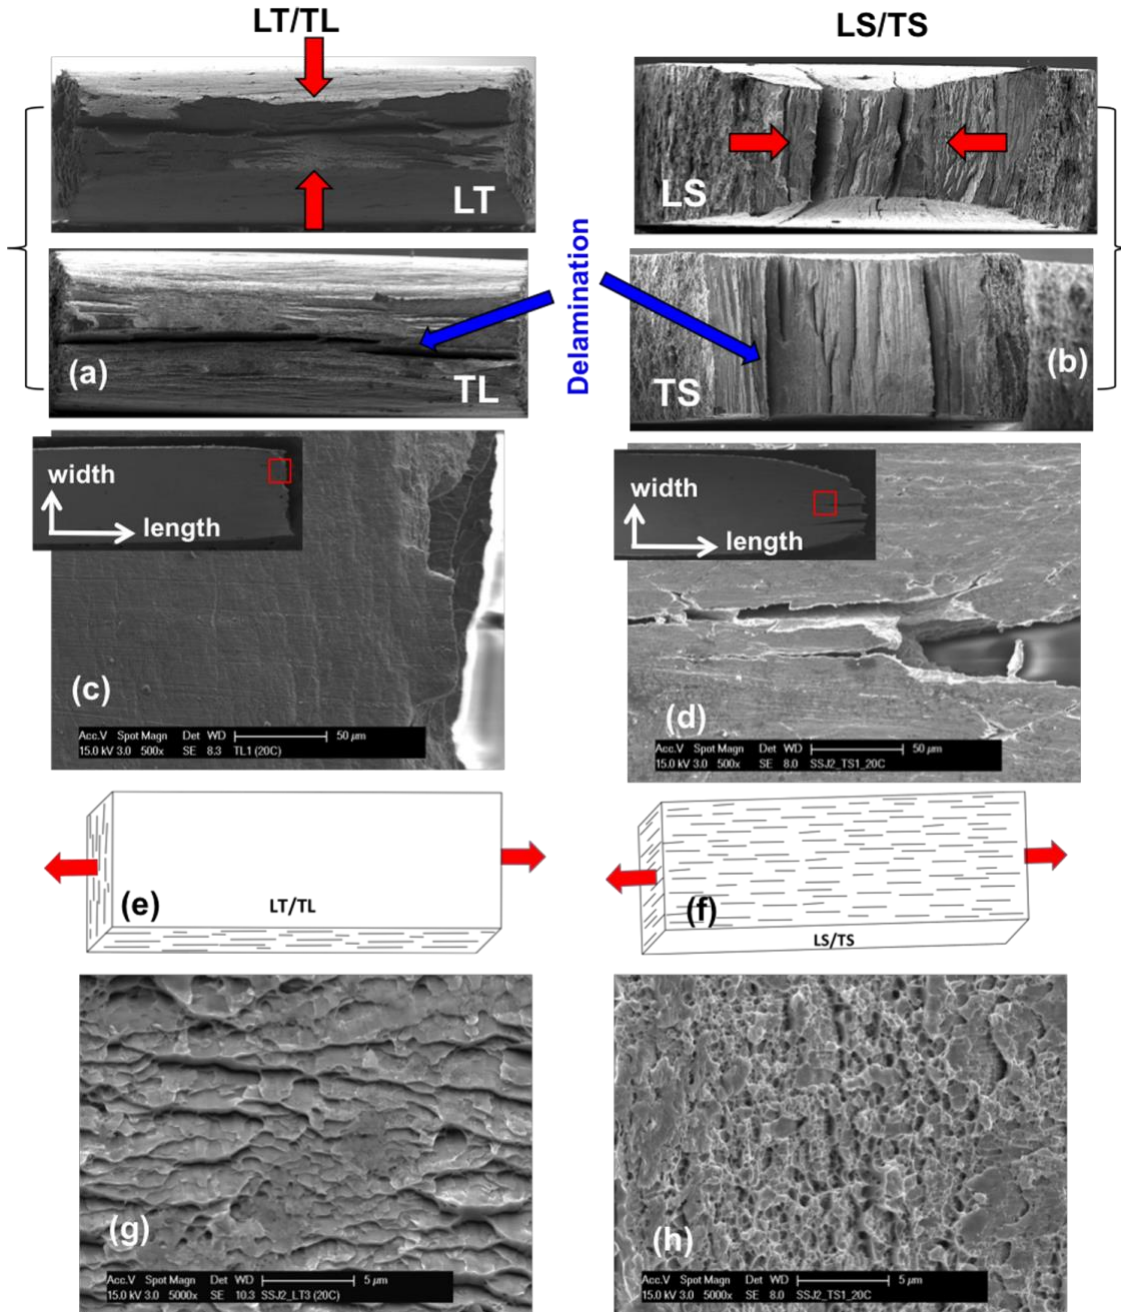 LT/TL
LS/TS
LT
LS
Delamination
(a)
TL
(b)
TS
width
length
width
length
(c)
(d)
Acc.V Spot Magn Det WD 50 µm
15.0 kV 3.0 500x SE 8.3 TL1 (20C)
Acc.V Spot Magn Det WD 50 µm
15.0 kV 3.0 500x SE 8.0 SSJ2_TS1_20C
(e)
LT/TL
(f)
LS/TS
(g)
(h)
Acc.V Spot Magn Det WD 5 µm
15.0 kV 3.0 5000x SE 10.3 SSJ2_LT3 (20C)
Acc.V Spot Magn Det WD 5 µm
15.0 kV 3.0 5000x SE 8.0 SSJ2_TS1_20C